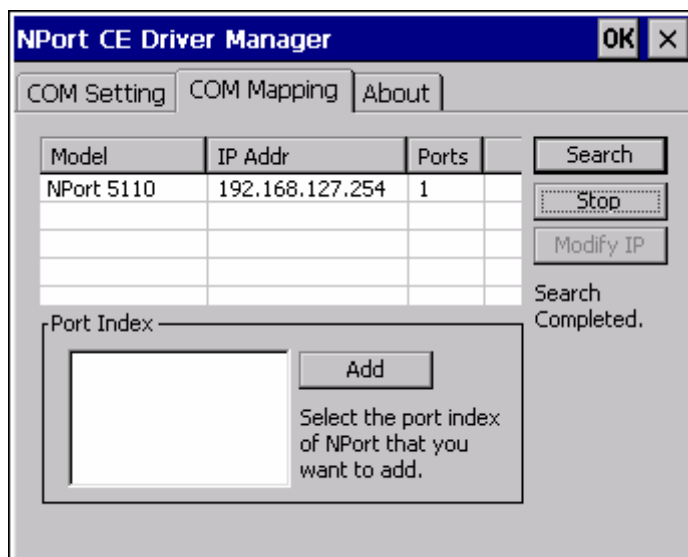 NPort CE Driver Manager OK ×
COM Setting COM Mapping About
Model IP Addr Ports
NPort 5110 192.168.127.254 1
Search
Stop
Modify IP
Search
Completed.
Port Index
Add
Select the port index
of NPort that you
want to add.